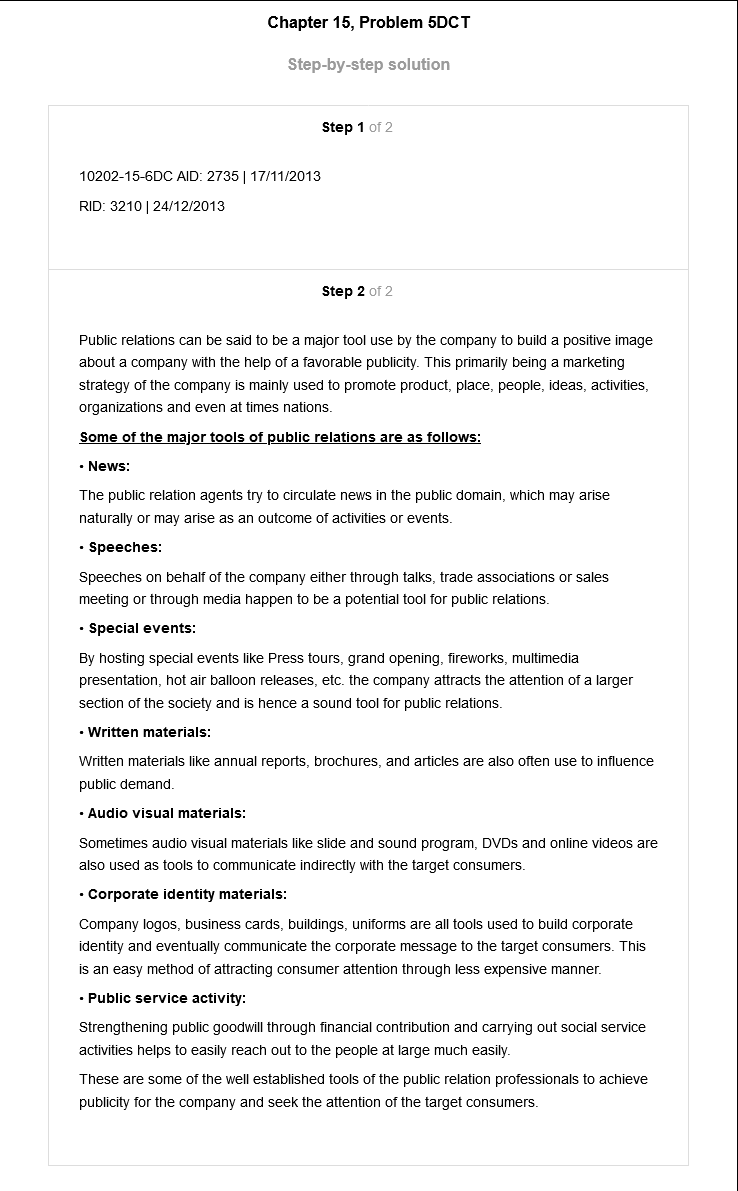 Chapter 15, Problem 5DCT
Step-by-step solution
Step 1 of 2
10202-15-6DC AID: 2735 | 17/11/2013
RID: 3210 | 24/12/2013
Step 2 of 2
Public relations can be said to be a major tool use by the company to build a positive image
about a company with the help of a favorable publicity. This primarily being a marketing
strategy of the company is mainly used to promote product, place, people, ideas, activities,
organizations and even at times nations.
Some of the major tools of public relations are as follows:
• News:
The public relation agents try to circulate news in the public domain, which may arise
naturally or may arise as an outcome of activities or events.
• Speeches:
Speeches on behalf of the company either through talks, trade associations or sales
meeting or through media happen to be a potential tool for public relations.
• Special events:
By hosting special events like Press tours, grand opening, fireworks, multimedia
presentation, hot air balloon releases, etc. the company attracts the attention of a larger
section of the society and is hence a sound tool for public relations.
• Written materials:
Written materials like annual reports, brochures, and articles are also often use to influence
public demand.
• Audio visual materials:
Sometimes audio visual materials like slide and sound program, DVDs and online videos are
also used as tools to communicate indirectly with the target consumers.
• Corporate identity materials:
Company logos, business cards, buildings, uniforms are all tools used to build corporate
identity and eventually communicate the corporate message to the target consumers. This
is an easy method of attracting consumer attention through less expensive manner.
• Public service activity:
Strengthening public goodwill through financial contribution and carrying out social service
activities helps to easily reach out to the people at large much easily.
These are some of the well established tools of the public relation professionals to achieve
publicity for the company and seek the attention of the target consumers.